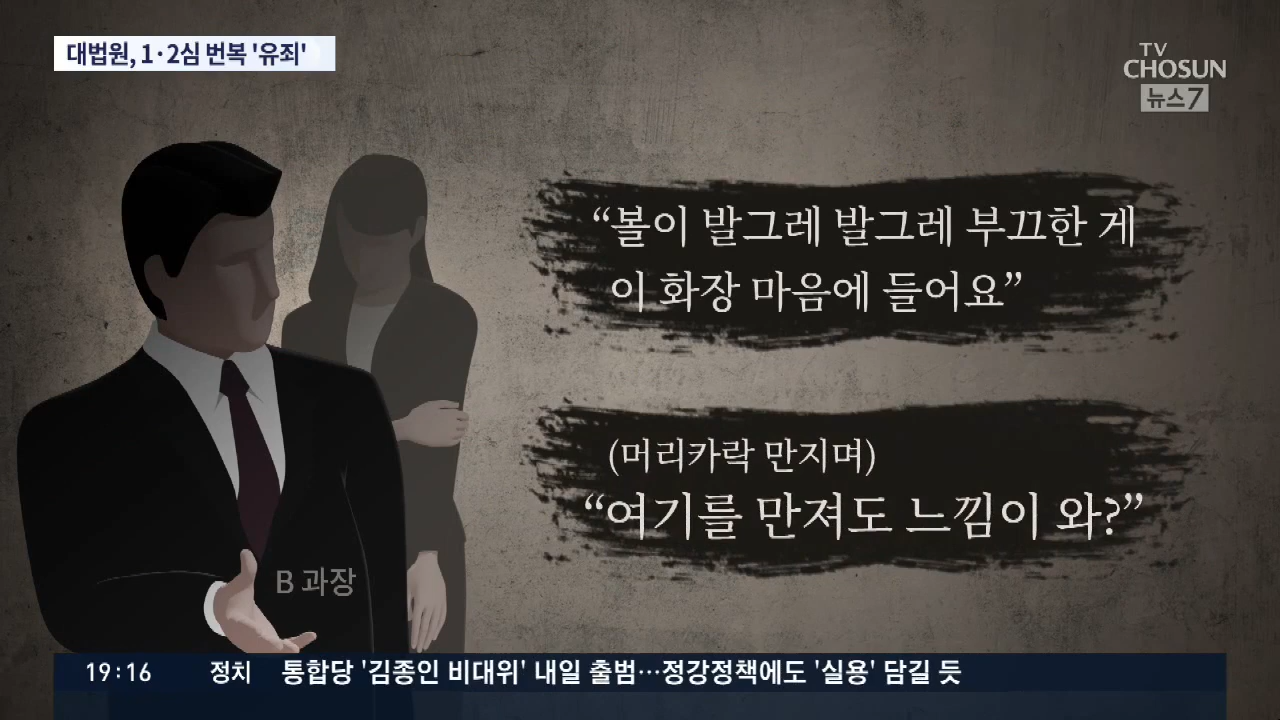 대법원, 1·2심 번복 '유죄'
TV
CHOSUN
뉴스7
“볼이 발그레 발그레 부끄한 게
이 화장 마음에 들어요”
(머리카락 만지며)
“여기를 만져도 느낌이 와?”
B 과장
19:16 정치 통합당 '김종인 비대위' 내일 출범…정강정책에도 '실용' 담길 듯